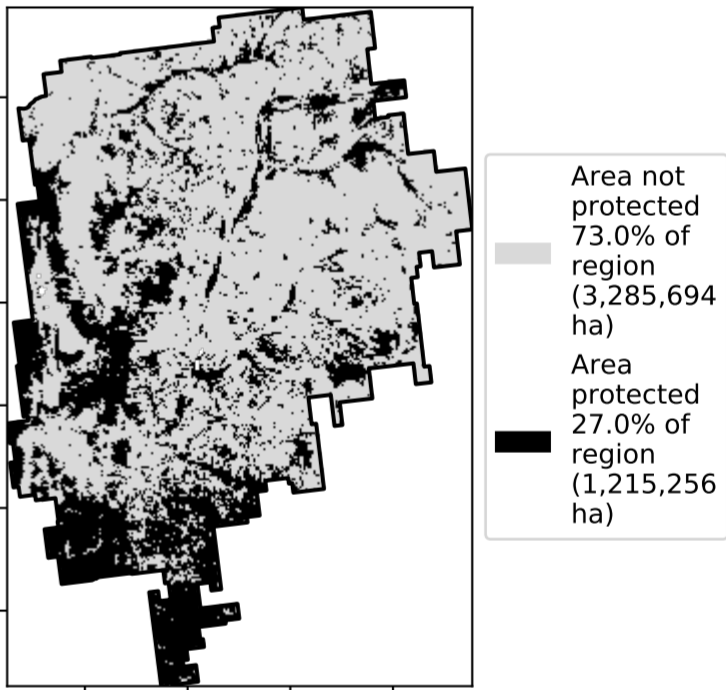 Area not
protected
73.0% of
region
(3,285,694
ha)
Area
protected
27.0% of
region
(1,215,256
ha)